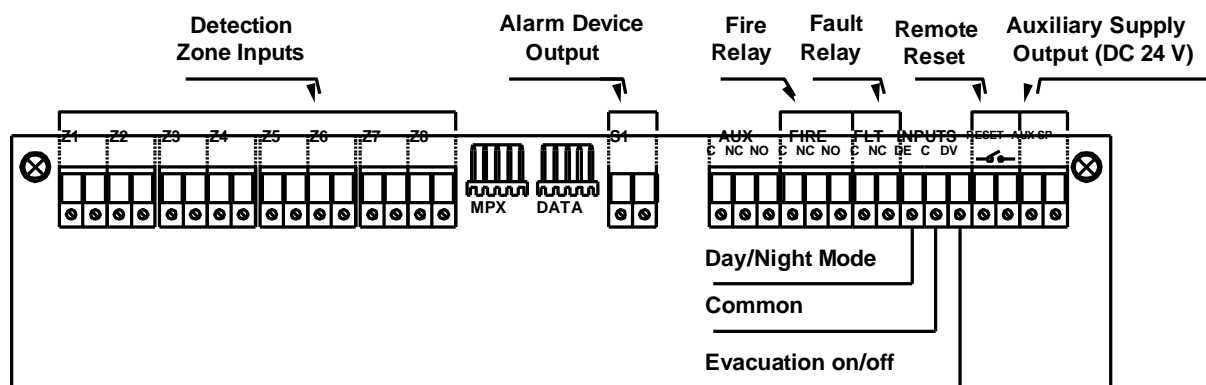 Detection
Zone Inputs
Alarm Device
Output
Fire
Relay
Fault
Relay
Remote
Reset
Auxiliary Supply
Output (DC 24 V)
Z1 Z2 Z3 Z4 Z5 Z6 Z7 Z8
S1
AUX FIRE FLT INPUTS RESET AUX SP
C NC NO C NC NO C NC DE C DV
MPX DATA
Day/Night Mode
Common
Evacuation on/off